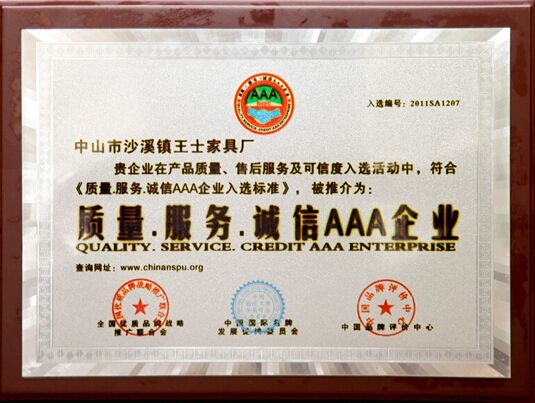 AAA
入选编号：2011SA1207
中山市沙溪镇王士家具厂
贵企业在产品质量、售后服务及可信度入选活动中，符合
《质量.服务.诚信AAA企业入选标准》，被推介为：
质量.服务.诚信AAA企业
QUALITY. SERVICE. CREDIT AAA ENTERPRISE
查询网址：www.chinanspu.org
全国优质品牌战略
推广联合会
中国国际品牌
发展促进委员会
中国品牌评价中心